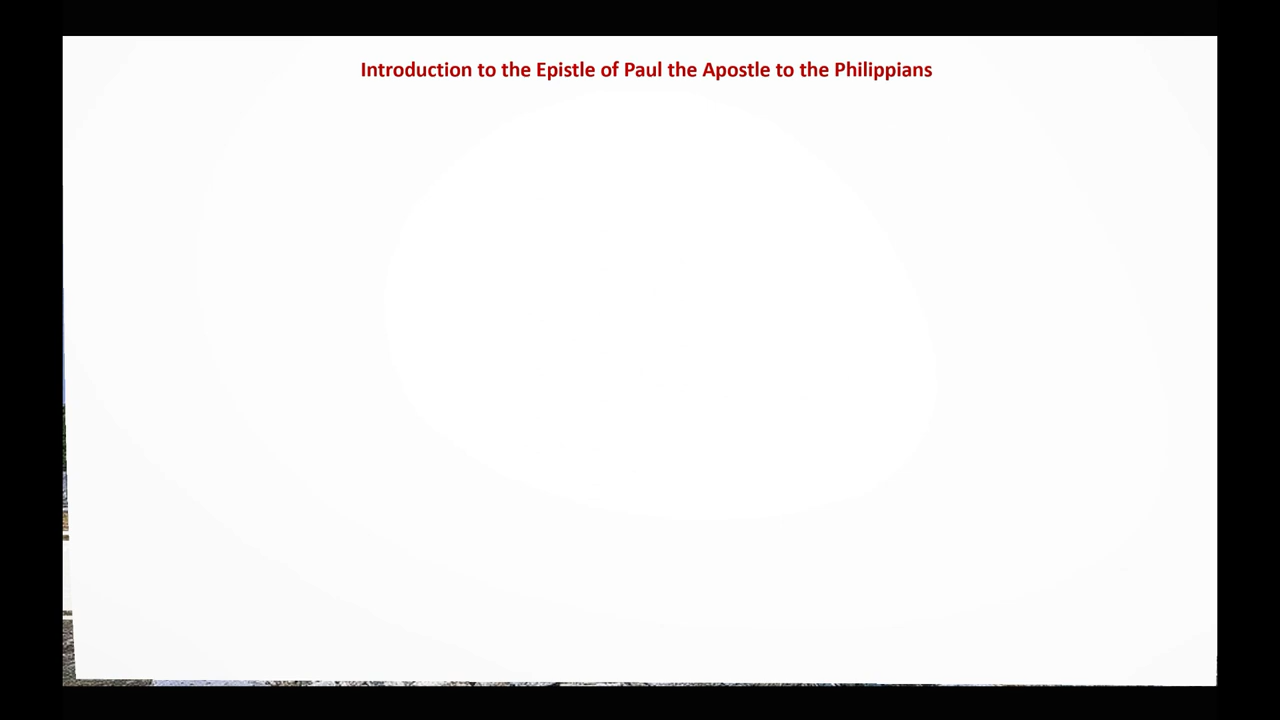 Introduction to the Epistle of Paul the Apostle to the Philippians